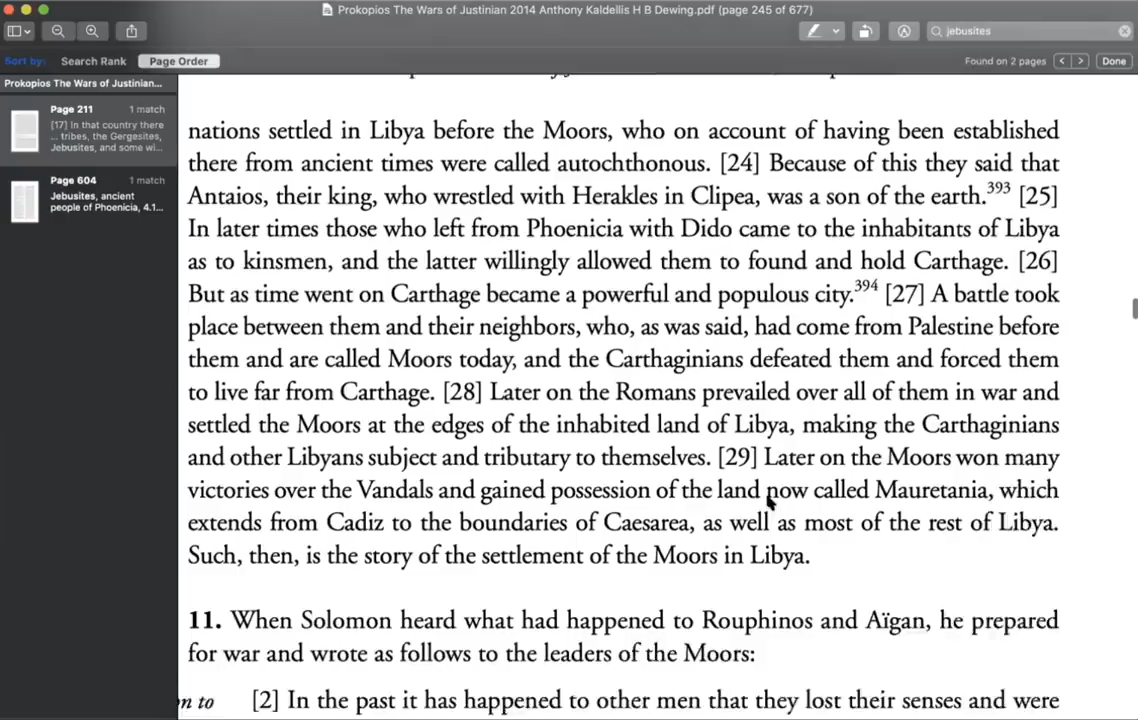 Prokopios The Wars of Justinian 2014 Anthony Kaldellis H B Dewing.pdf (page 245 of 677)
jebusites
Sort by: Search Rank Page Order
Found on 2 pages < > Done
Prokopios The Wars of Justinian...
Page 211 1 match
[17] In that country there
... tribes, the Gergesites,
Jebusites, and some wi...
Page 604 1 match
Jebusites, ancient
people of Phoenicia, 4.1...
nations settled in Libya before the Moors, who on account of having been established
there from ancient times were called autochthonous. [24] Because of this they said that
Antaios, their king, who wrestled with Herakles in Clipea, was a son of the earth.393 [25]
In later times those who left from Phoenicia with Dido came to the inhabitants of Libya
as to kinsmen, and the latter willingly allowed them to found and hold Carthage. [26]
But as time went on Carthage became a powerful and populous city.394 [27] A battle took
place between them and their neighbors, who, as was said, had come from Palestine before
them and are called Moors today, and the Carthaginians defeated them and forced them
to live far from Carthage. [28] Later on the Romans prevailed over all of them in war and
settled the Moors at the edges of the inhabited land of Libya, making the Carthaginians
and other Libyans subject and tributary to themselves. [29] Later on the Moors won many
victories over the Vandals and gained possession of the land now called Mauretania, which
extends from Cadiz to the boundaries of Caesarea, as well as most of the rest of Libya.
Such, then, is the story of the settlement of the Moors in Libya.
11. When Solomon heard what had happened to Rouphinos and Aïgan, he prepared
for war and wrote as follows to the leaders of the Moors:
n to [2] In the past it has happened to other men that they lost their senses and were